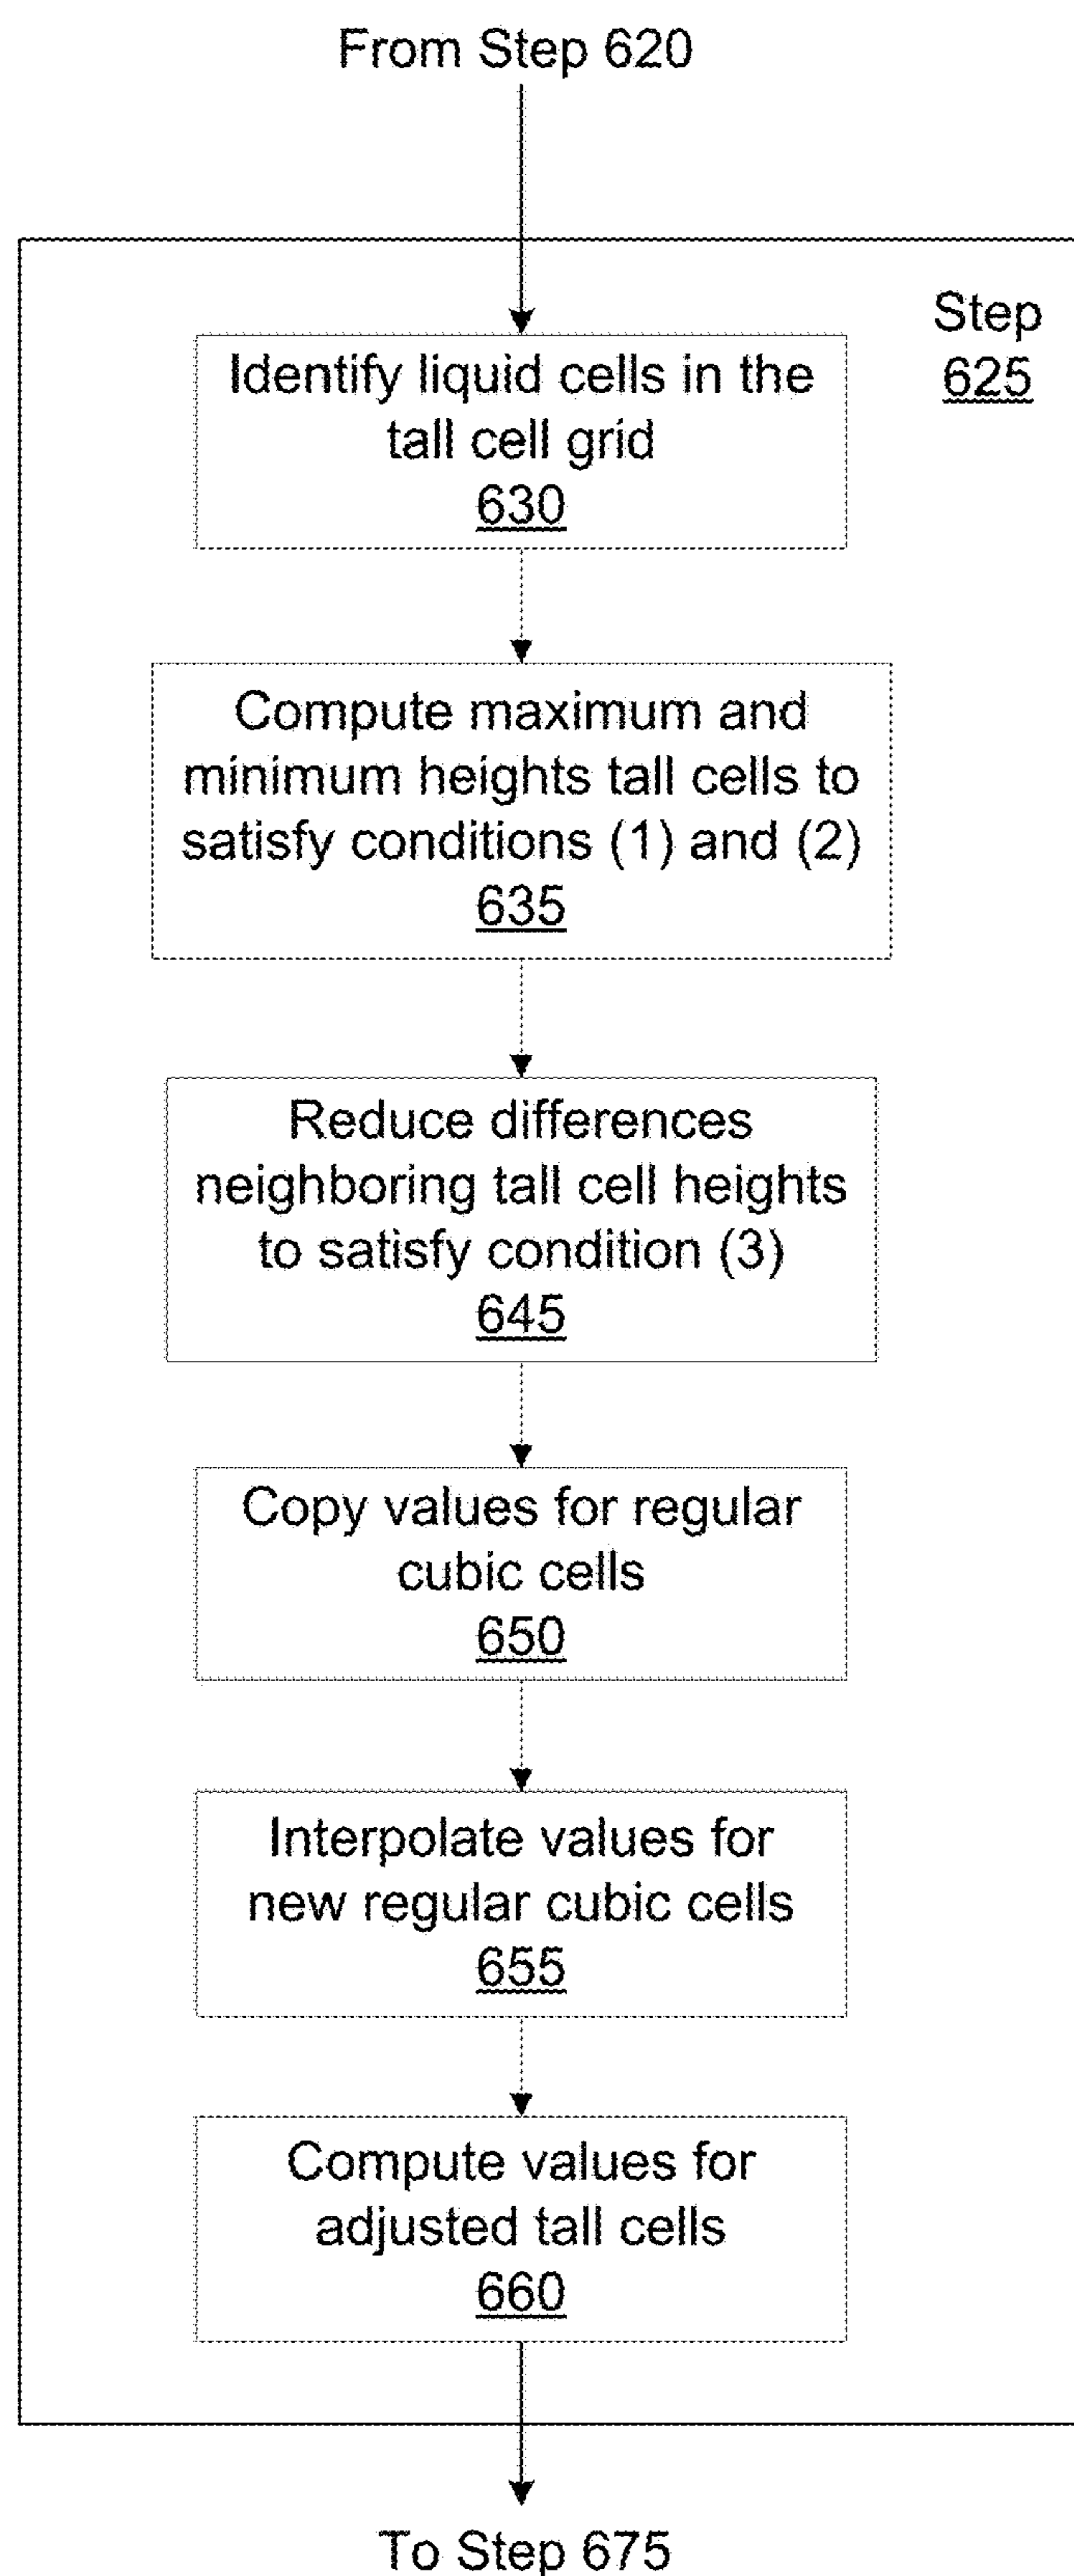 From Step 620
Step
625
Identify liquid cells in the
tall cell grid
630
Compute maximum and
minimum heights tall cells to
satisfy conditions (1) and (2)
635
Reduce differences
neighboring tall cell heights
to satisfy condition (3)
645
Copy values for regular
cubic cells
650
Interpolate values for
new regular cubic cells
655
Compute values for
adjusted tall cells
660
To Step 675